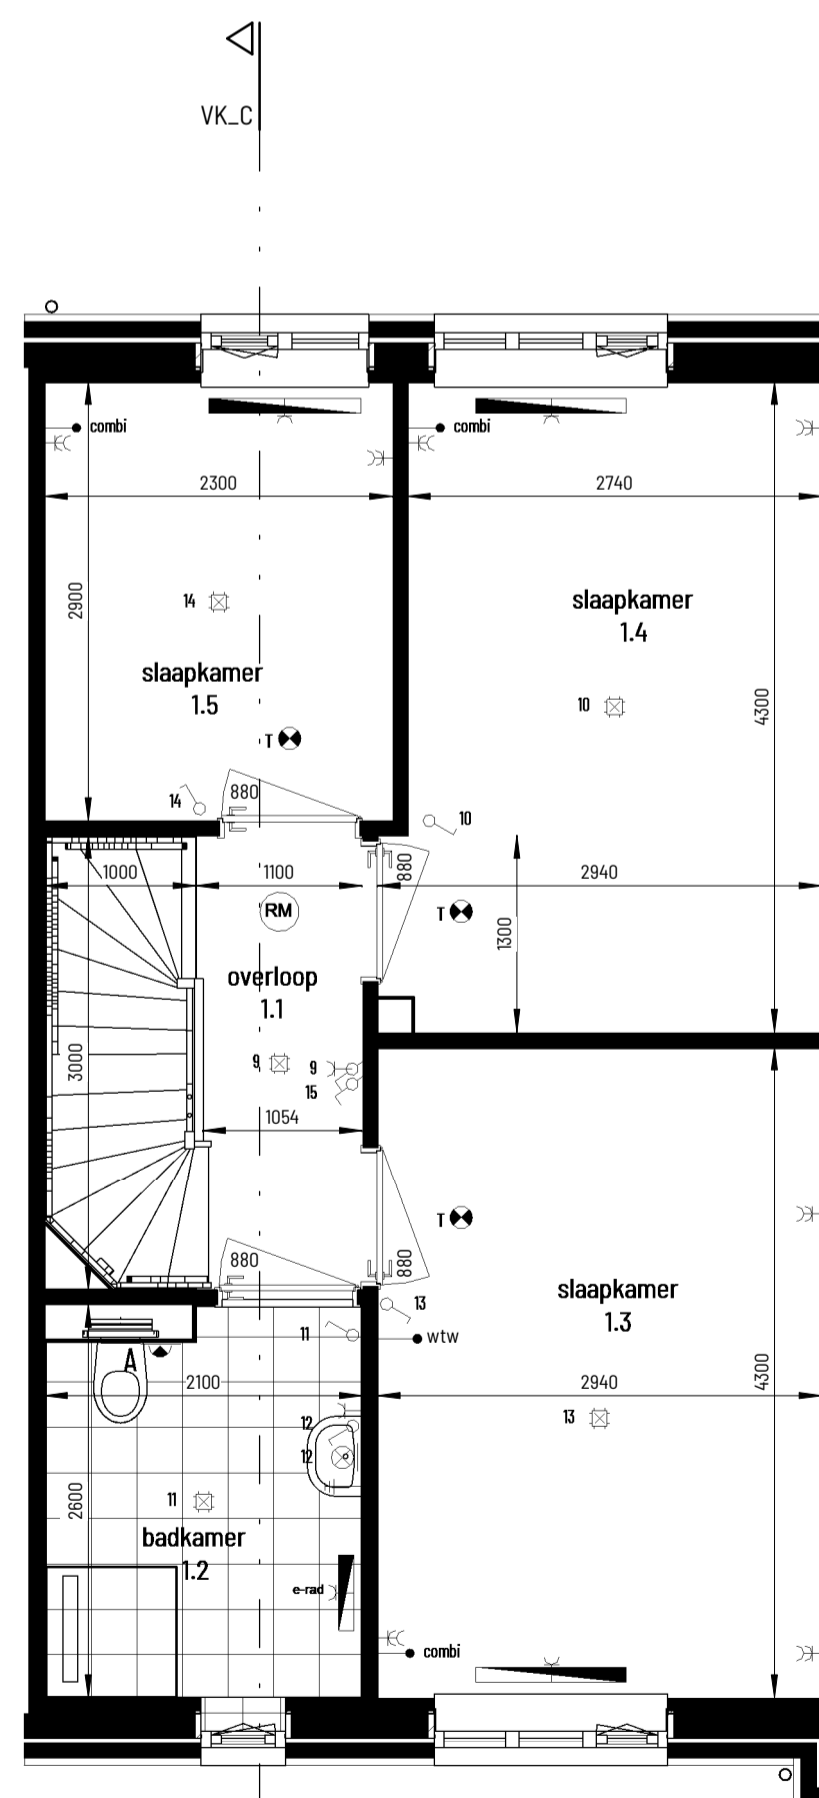 VK_C
combi
combi
2300
2740
2900
14
slaapkamer
1.5
slaapkamer
1.4
10
4300
T
14
880
10
880
1000
1100
2940
RM
T
1300
overloop
1.1
3000
9
9
15
1054
T
880
880
13
slaapkamer
1.3
11
wtw
A
2100
2940
4300
13
12
12
2600
11
badkamer
1.2
e-rad
combi